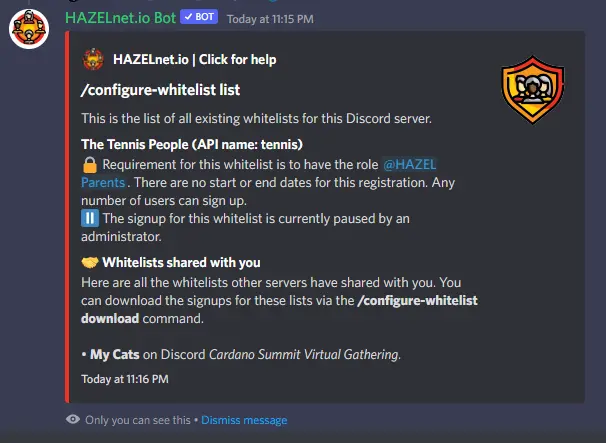 HAZELnet.io Bot ✓ BOT Today at 11:15 PM
HAZELnet.io | Click for help
/configure-whitelist list
This is the list of all existing whitelists for this Discord server.
The Tennis People (API name: tennis)
🔒 Requirement for this whitelist is to have the role @HAZEL
Parents. There are no start or end dates for this registration. Any
number of users can sign up.
⏸️ The signup for this whitelist is currently paused by an
administrator.
🤝 Whitelists shared with you
Here are all the whitelists other servers have shared with you. You
can download the signups for these lists via the /configure-whitelist
download command.
• My Cats on Discord Cardano Summit Virtual Gathering.
Today at 11:16 PM
Only you can see this • Dismiss message